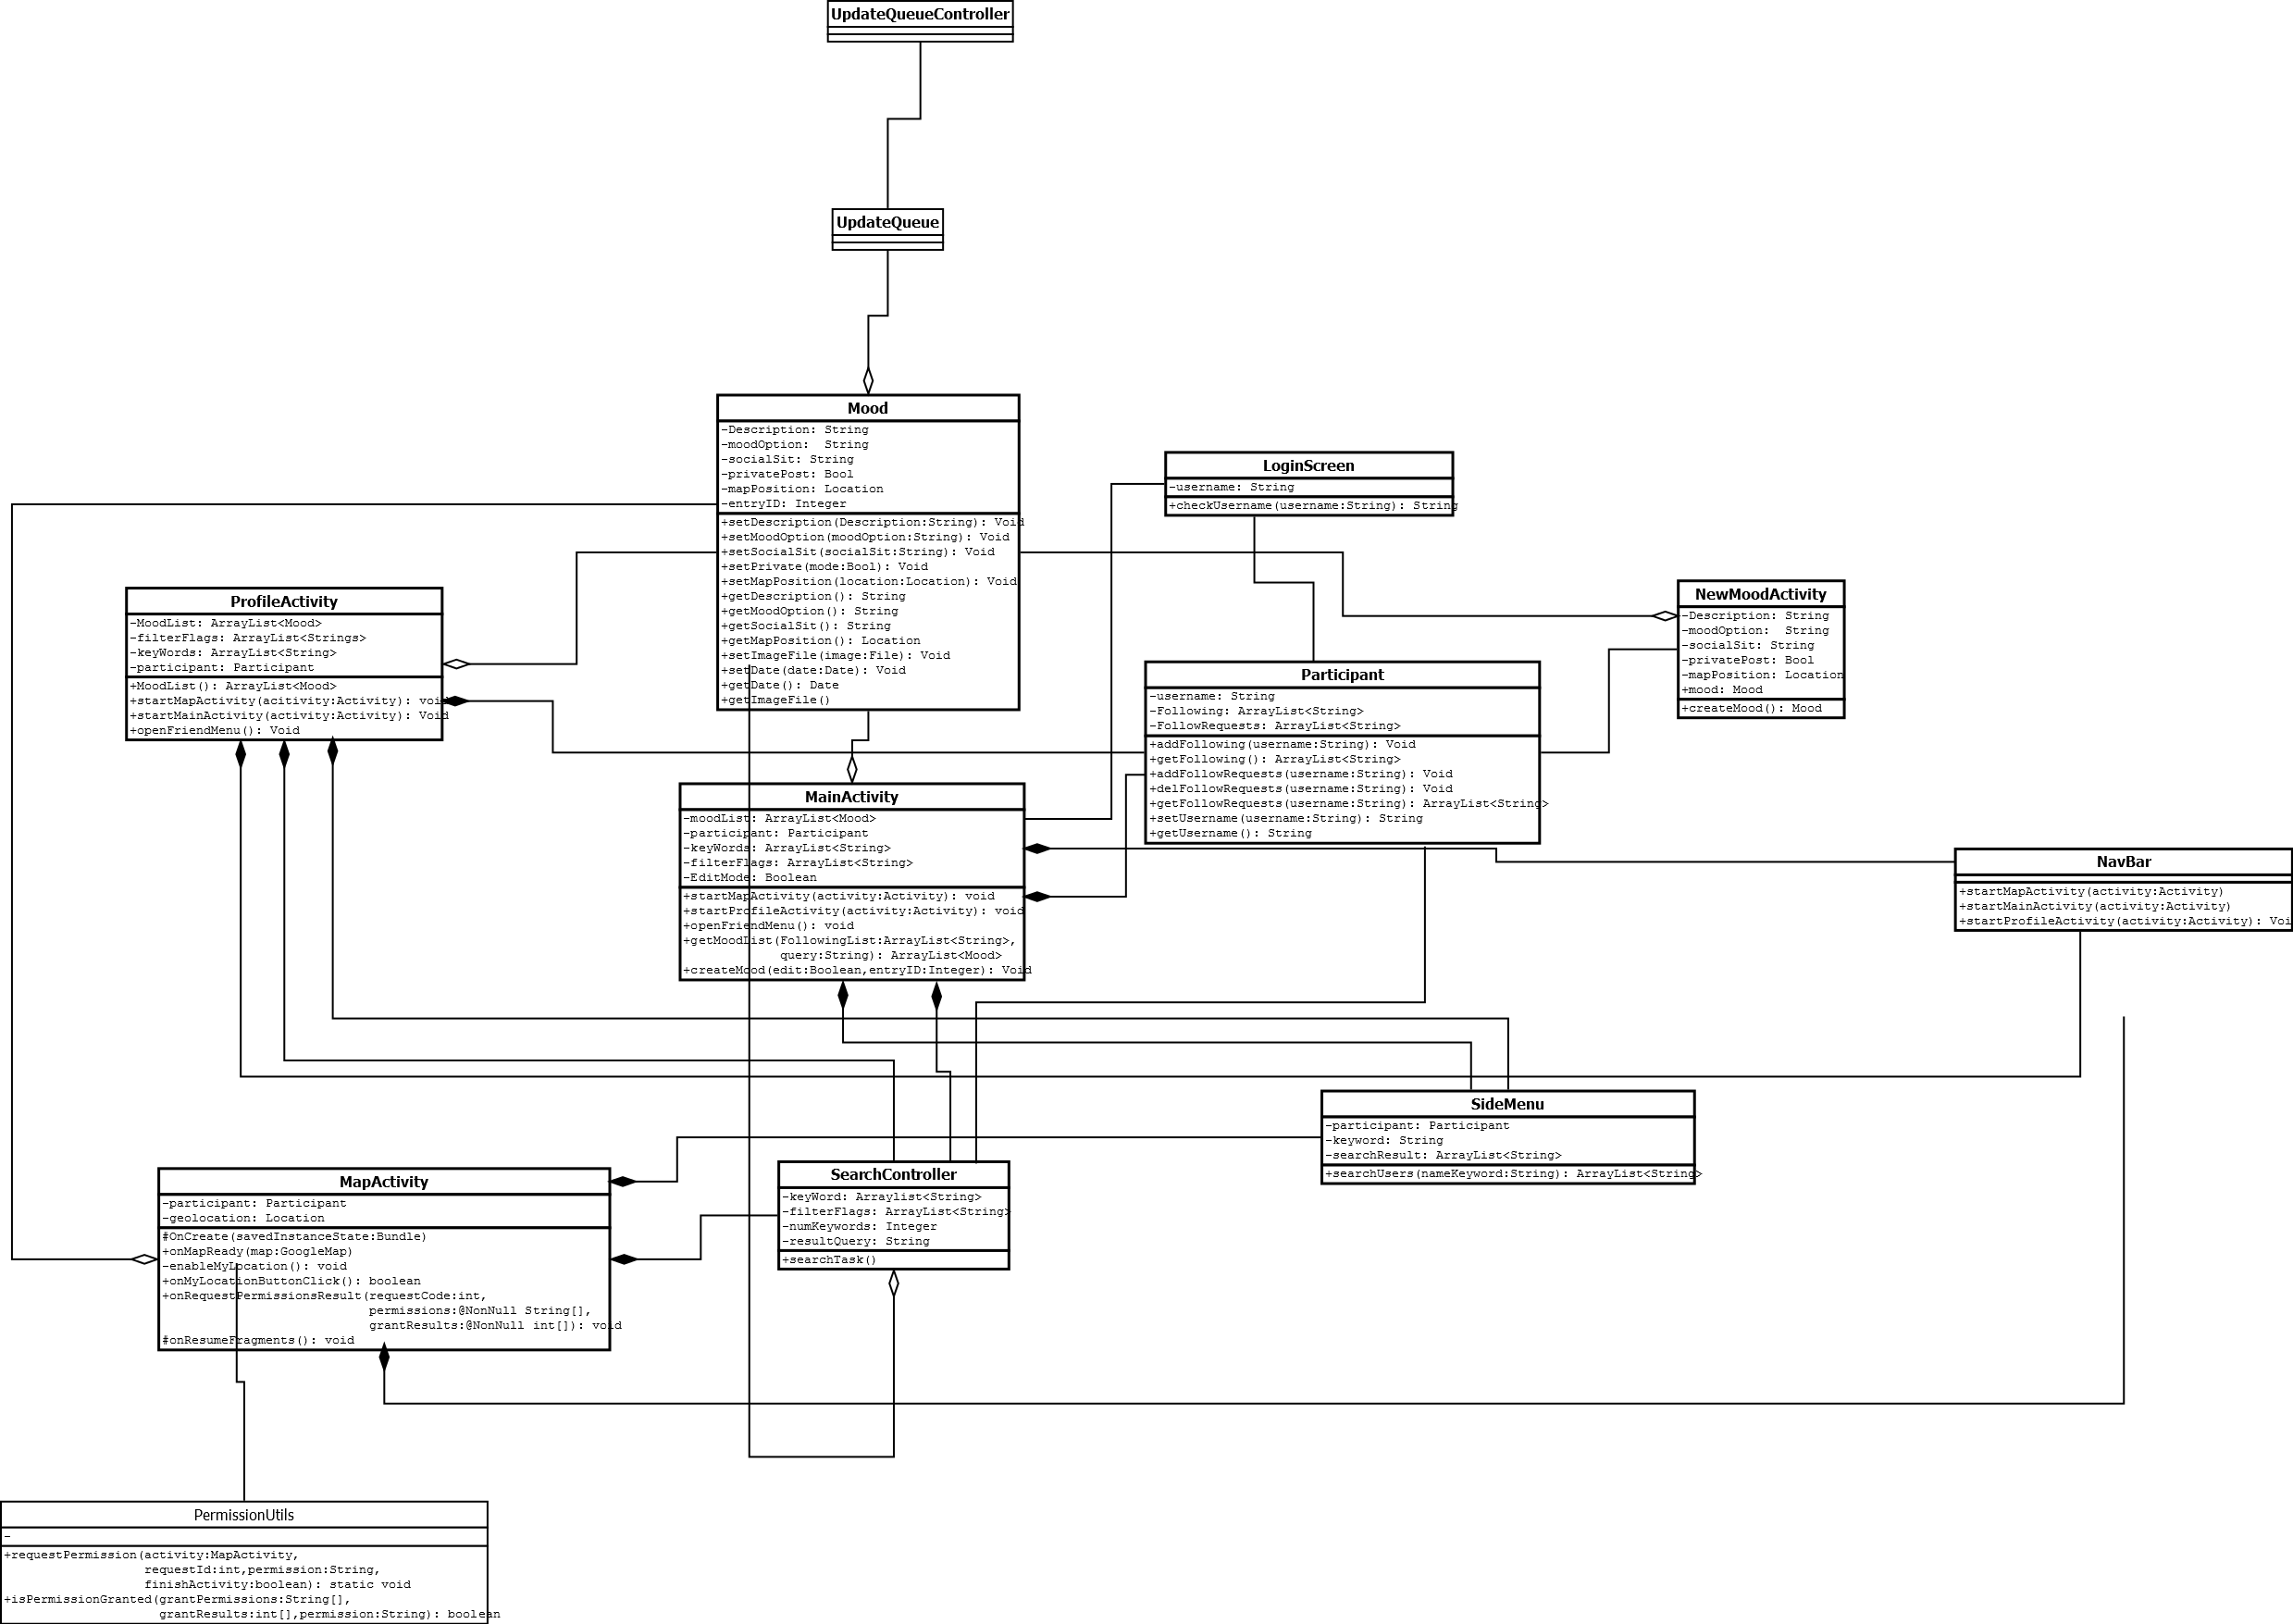 UpdateQueueController
UpdateQueue
Mood
-Description: String
-moodOption:  String
-socialSit: String
-privatePost: Bool
-mapPosition: Location
-entryID: Integer
+setDescription(Description:String): Void
+setMoodOption(moodOption:String): Void
+setSocialSit(socialSit:String): Void
+setPrivate(mode:Bool): Void
+setMapPosition(location:Location): Void
+getDescription(): String
+getMoodOption(): String
+getSocialSit(): String
+getMapPosition(): Location
+setImageFile(image:File): Void
+setDate(date:Date): Void
+getDate(): Date
+getImageFile()
LoginScreen
-username: String
+checkUsername(username:String): String
NewMoodActivity
-Description: String
-moodOption:  String
-socialSit: String
-privatePost: Bool
-mapPosition: Location
+mood: Mood
+createMood(): Mood
ProfileActivity
-MoodList: ArrayList<Mood>
-filterFlags: ArrayList<Strings>
-keyWords: ArrayList<String>
-participant: Participant
+MoodList(): ArrayList<Mood>
+startMapActivity(acitivity:Activity): void
+startMainActivity(activity:Activity): Void
+openFriendMenu(): Void
Participant
-username: String
-Following: ArrayList<String>
-FollowRequests: ArrayList<String>
+addFollowing(username:String): Void
+getFollowing(): ArrayList<String>
+addFollowRequests(username:String): Void
+delFollowRequests(username:String): Void
+getFollowRequests(username:String): ArrayList<String>
+setUsername(username:String): String
+getUsername(): String
MainActivity
-moodList: ArrayList<Mood>
-participant: Participant
-keyWords: ArrayList<String>
-filterFlags: ArrayList<String>
-EditMode: Boolean
+startMapActivity(activity:Activity): void
+startProfileActivity(activity:Activity): void
+openFriendMenu(): void
+getMoodList(FollowingList:ArrayList<String>,
query:String): ArrayList<Mood>
+createMood(edit:Boolean,entryID:Integer): Void
NavBar
+startMapActivity(activity:Activity)
+startMainActivity(activity:Activity)
+startProfileActivity(activity:Activity): Voi
SideMenu
-participant: Participant
-keyword: String
-searchResult: ArrayList<String>
+searchUsers(nameKeyword:String): ArrayList<String>
SearchController
-keyWord: Arraylist<String>
-filterFlags: ArrayList<String>
-numKeywords: Integer
-resultQuery: String
+searchTask()
MapActivity
-participant: Participant
-geolocation: Location
#OnCreate(savedInstanceState:Bundle)
+onMapReady(map:GoogleMap)
-enableMyLocation(): void
+onMyLocationButtonClick(): boolean
+onRequestPermissionsResult(requestCode:int,
permissions:@NonNull String[],
grantResults:@NonNull int[]): void
#onResumeFragments(): void
PermissionUtils
-
+requestPermission(activity:MapActivity,
requestId:int,permission:String,
finishActivity:boolean): static void
+isPermissionGranted(grantPermissions:String[],
grantResults:int[],permission:String): boolean